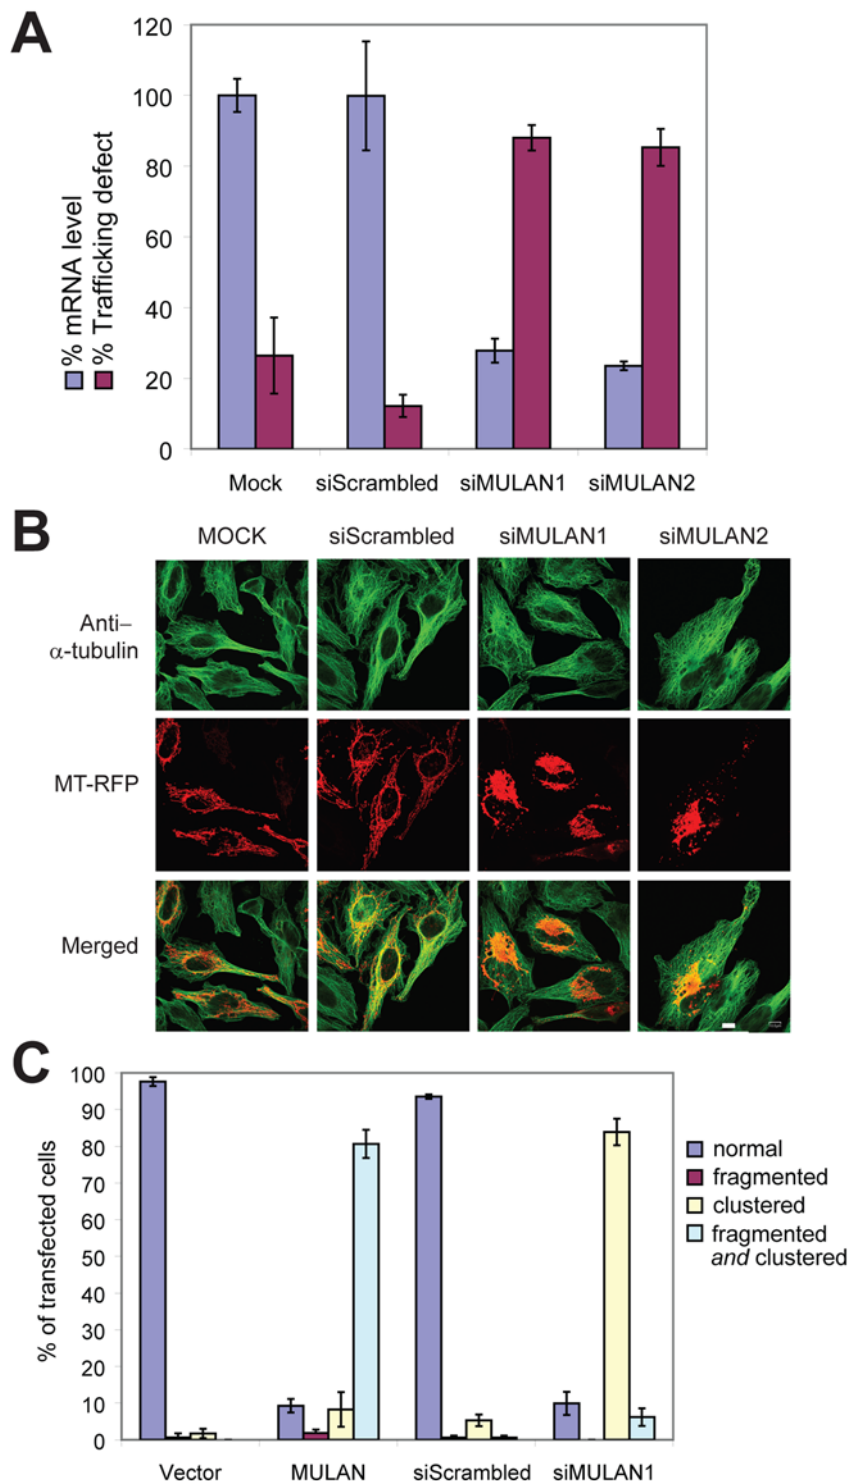 A
120
100
80
60
40
20
0
% mRNA level
% Trafficking defect
Mock siScrambled siMULAN1 siMULAN2
B
MOCK siScrambled siMULAN1 siMULAN2
Anti–
α-tubulin
MT-RFP
Merged
C
100
90
80
70
60
50
40
30
20
10
0
% of transfected cells
normal
fragmented
clustered
fragmented
and clustered
Vector MULAN siScrambled siMULAN1